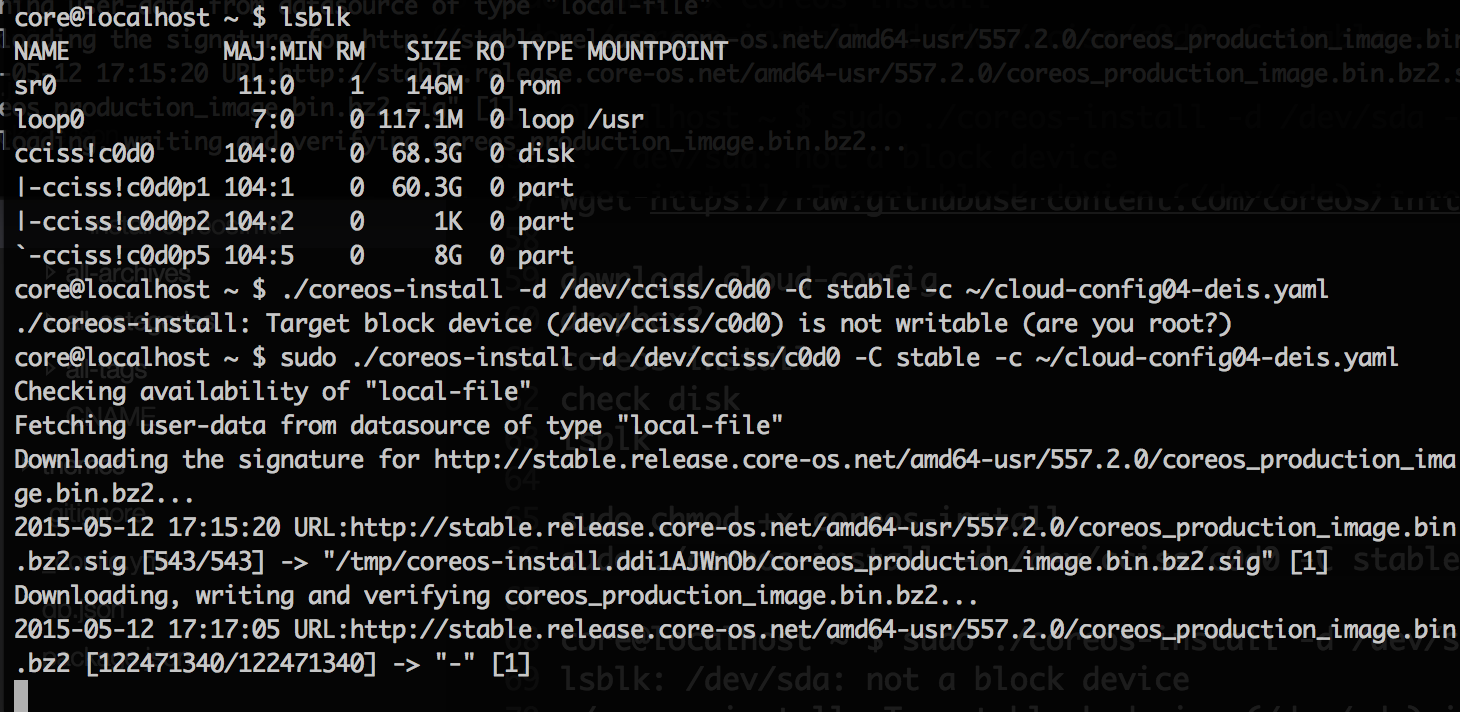 core@localhost ~ $ lsblk
NAME           MAJ:MIN RM   SIZE RO TYPE MOUNTPOINT
sr0             11:0    1   146M  0 rom
loop0            7:0    0 117.1M  0 loop /usr
cciss!c0d0     104:0    0  68.3G  0 disk
|-cciss!c0d0p1 104:1    0  60.3G  0 part
|-cciss!c0d0p2 104:2    0     1K  0 part
`-cciss!c0d0p5 104:5    0     8G  0 part
core@localhost ~ $ ./coreos-install -d /dev/cciss/c0d0 -C stable -c ~/cloud-config04-deis.yaml
./coreos-install: Target block device (/dev/cciss/c0d0) is not writable (are you root?)
core@localhost ~ $ sudo ./coreos-install -d /dev/cciss/c0d0 -C stable -c ~/cloud-config04-deis.yaml
Checking availability of "local-file"
Fetching user-data from datasource of type "local-file"
Downloading the signature for http://stable.release.core-os.net/amd64-usr/557.2.0/coreos_production_ima
ge.bin.bz2...
2015-05-12 17:15:20 URL:http://stable.release.core-os.net/amd64-usr/557.2.0/coreos_production_image.bin
.bz2.sig [543/543] -> "/tmp/coreos-install.ddi1AJWnOb/coreos_production_image.bin.bz2.sig" [1]
Downloading, writing and verifying coreos_production_image.bin.bz2...
2015-05-12 17:17:05 URL:http://stable.release.core-os.net/amd64-usr/557.2.0/coreos_production_image.bin
.bz2 [122471340/122471340] -> "-" [1]